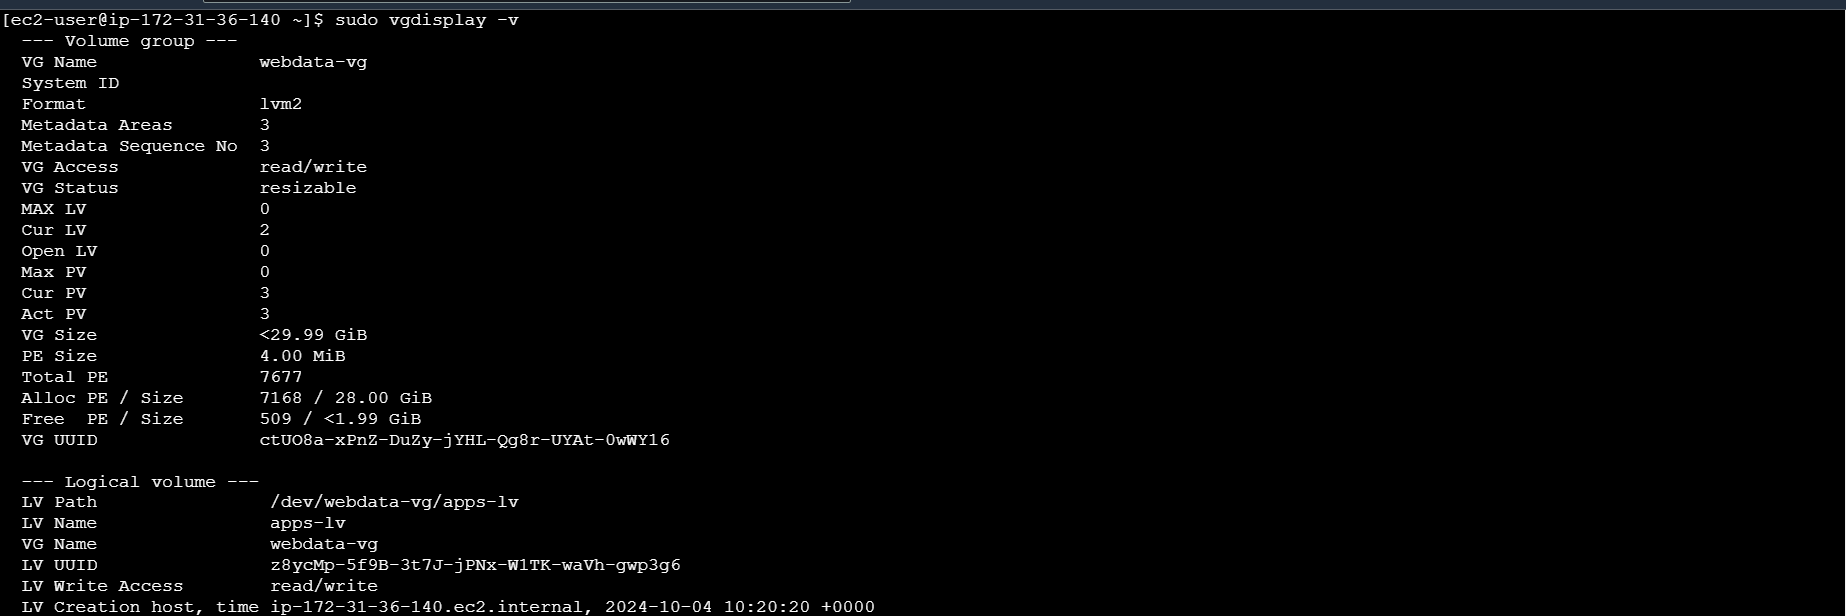 [ec2-user@ip-172-31-36-140 ~]$ sudo vgdisplay -v
--- Volume group ---
VG Name webdata-vg
System ID
Format lvm2
Metadata Areas 3
Metadata Sequence No 3
VG Access read/write
VG Status resizable
MAX LV 0
Cur LV 2
Open LV 0
Max PV 0
Cur PV 3
Act PV 3
VG Size <29.99 GiB
PE Size 4.00 MiB
Total PE 7677
Alloc PE / Size 7168 / 28.00 GiB
Free PE / Size 509 / <1.99 GiB
VG UUID ctUO8a-xPnZ-DuZy-jYHL-Qg8r-UYAt-0wWY16
--- Logical volume ---
LV Path /dev/webdata-vg/apps-lv
LV Name apps-lv
VG Name webdata-vg
LV UUID z8ycMp-5f9B-3t7J-jPNx-W1TK-waVh-gwp3g6
LV Write Access read/write
LV Creation host, time ip-172-31-36-140.ec2.internal, 2024-10-04 10:20:20 +0000